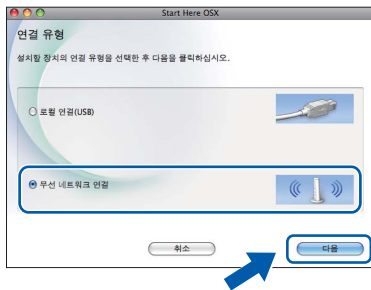 Start Here OSX
연결 유형
설치할 장치의 연결 유형을 선택한 후 다음을 클릭하십시오.
로컬 연결(USB)
무선 네트워크 연결
취소
다음